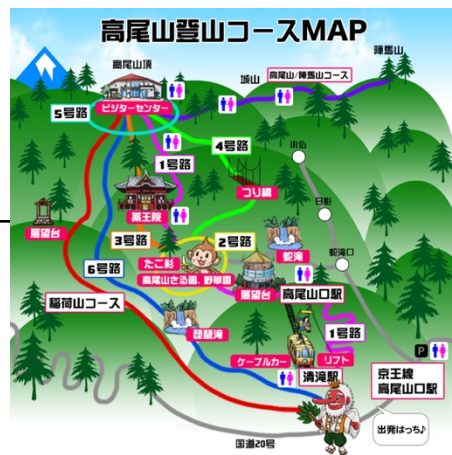 高尾山登山コースMAP
高尾山頂
陣馬山
城山
高尾山/陣馬山コース
ビジターセンター
5号路
4号路
1号路
小仏
つり橋
薬王院
日影
展望台
3号路
たこ杉
2号路
蛇滝
高尾山さる園、野草園
蛇滝口
6号路
展望台
高尾山口駅
稲荷山コース
琵琶滝
1号路
ケーブルカー
リフト
P
清滝駅
京王線
高尾山口駅
出発はっち♪
国道20号